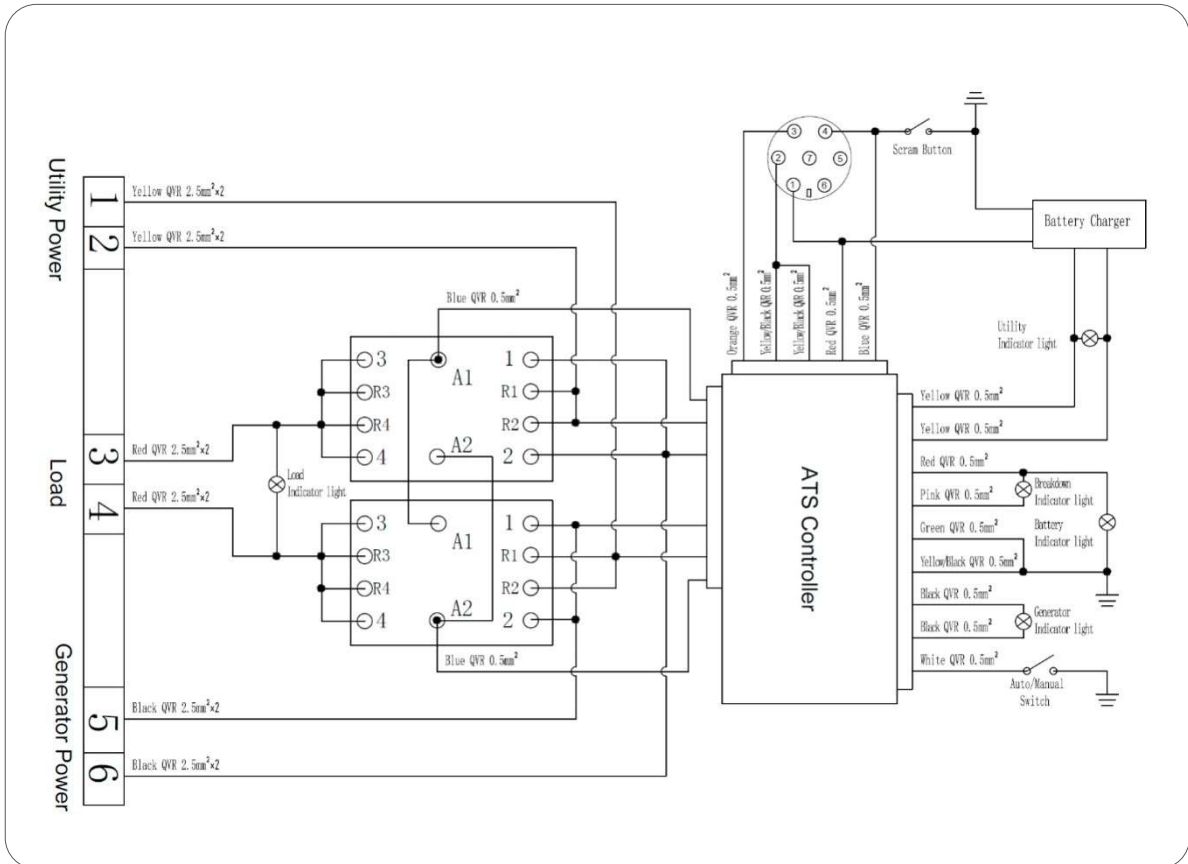 Utility Power
Load
Generator Power
1
2
3
4
5
6
Yellow QVR 2.5mm²×2
Yellow QVR 2.5mm²×2
Red QVR 2.5mm²×2
Red QVR 2.5mm²×2
Black QVR 2.5mm²×2
Black QVR 2.5mm²×2
Load
Indicator light
Blue QVR 0.5mm²
3
R3
R4
4
A1
A2
1
R1
R2
2
3
R3
R4
4
A1
A2
1
R1
R2
2
Blue QVR 0.5mm²
3
4
2
7
5
1
6
Scram Button
Battery Charger
Orange QVR 0.5mm²
Yellow/Black QVR 0.5mm²
Yellow/Black QVR 0.5mm²
Red QVR 0.5mm²
Blue QVR 0.5mm²
Utility
Indicator light
ATS Controller
Yellow QVR 0.5mm²
Yellow QVR 0.5mm²
Red QVR 0.5mm²
Pink QVR 0.5mm²
Green QVR 0.5mm²
Yellow/Black QVR 0.5mm²
Black QVR 0.5mm²
Black QVR 0.5mm²
White QVR 0.5mm²
Breakdown
Indicator light
Battery
Indicator light
Generator
Indicator light
Auto/Manual
Switch